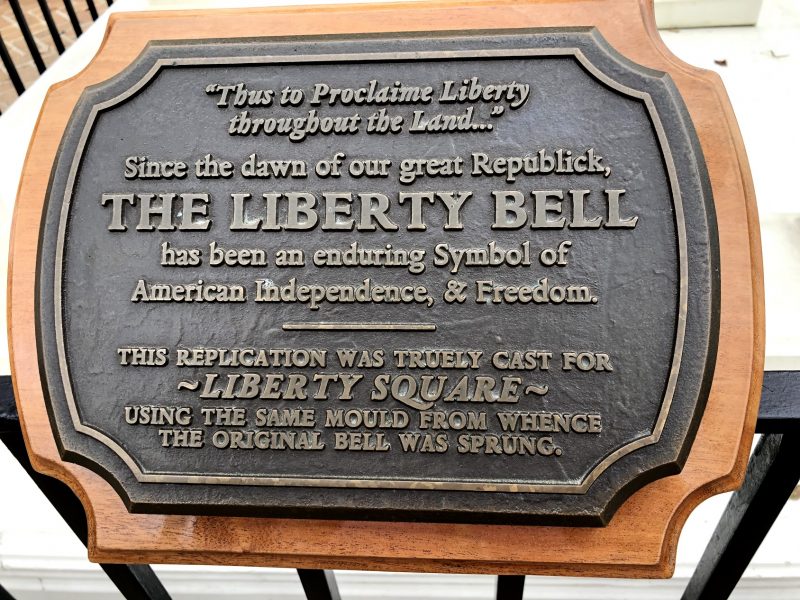 "Thus to Proclaime Liberty
throughout the Land..."
Since the dawn of our great Republick,
THE LIBERTY BELL
has been an enduring Symbol of
American Independence, & Freedom.
THIS REPLICATION WAS TRUELY CAST FOR
~LIBERTY SQUARE~
USING THE SAME MOULD FROM WHENCE
THE ORIGINAL BELL WAS SPRUNG.